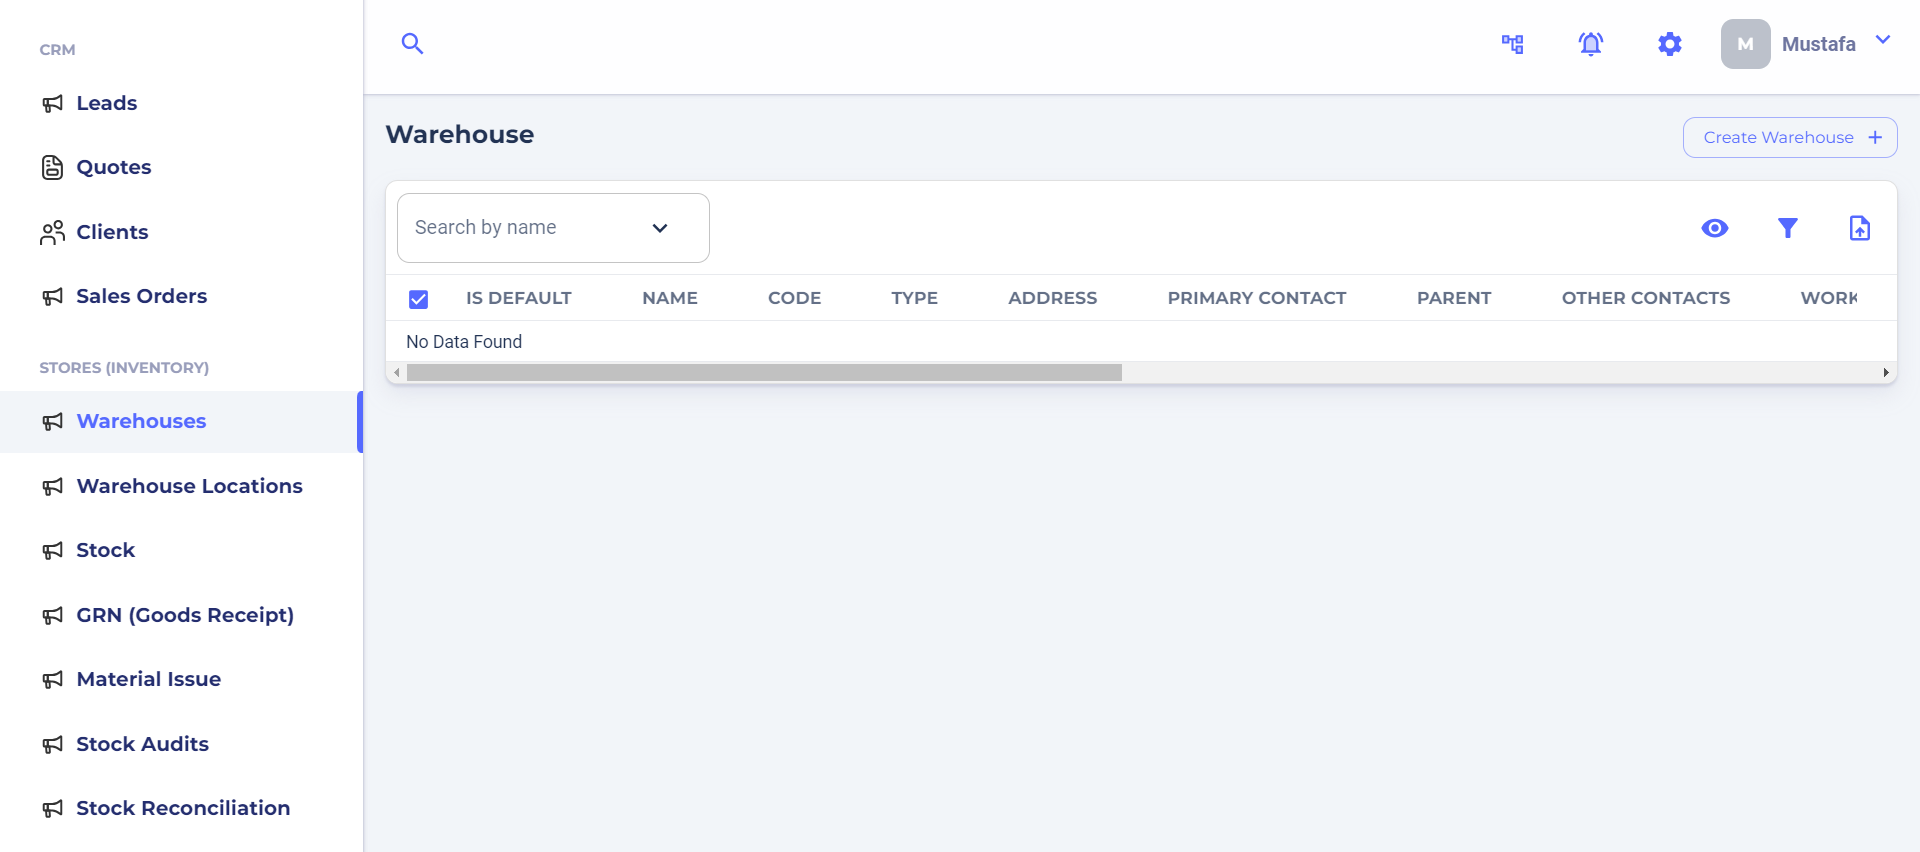 CRM
Leads
Quotes
Clients
Sales Orders
STORES (INVENTORY)
Warehouses
Warehouse Locations
Stock
GRN (Goods Receipt)
Material Issue
Stock Audits
Stock Reconciliation
M Mustafa
Warehouse
Create Warehouse +
Search by name
IS DEFAULT NAME CODE TYPE ADDRESS PRIMARY CONTACT PARENT OTHER CONTACTS WORK
No Data Found